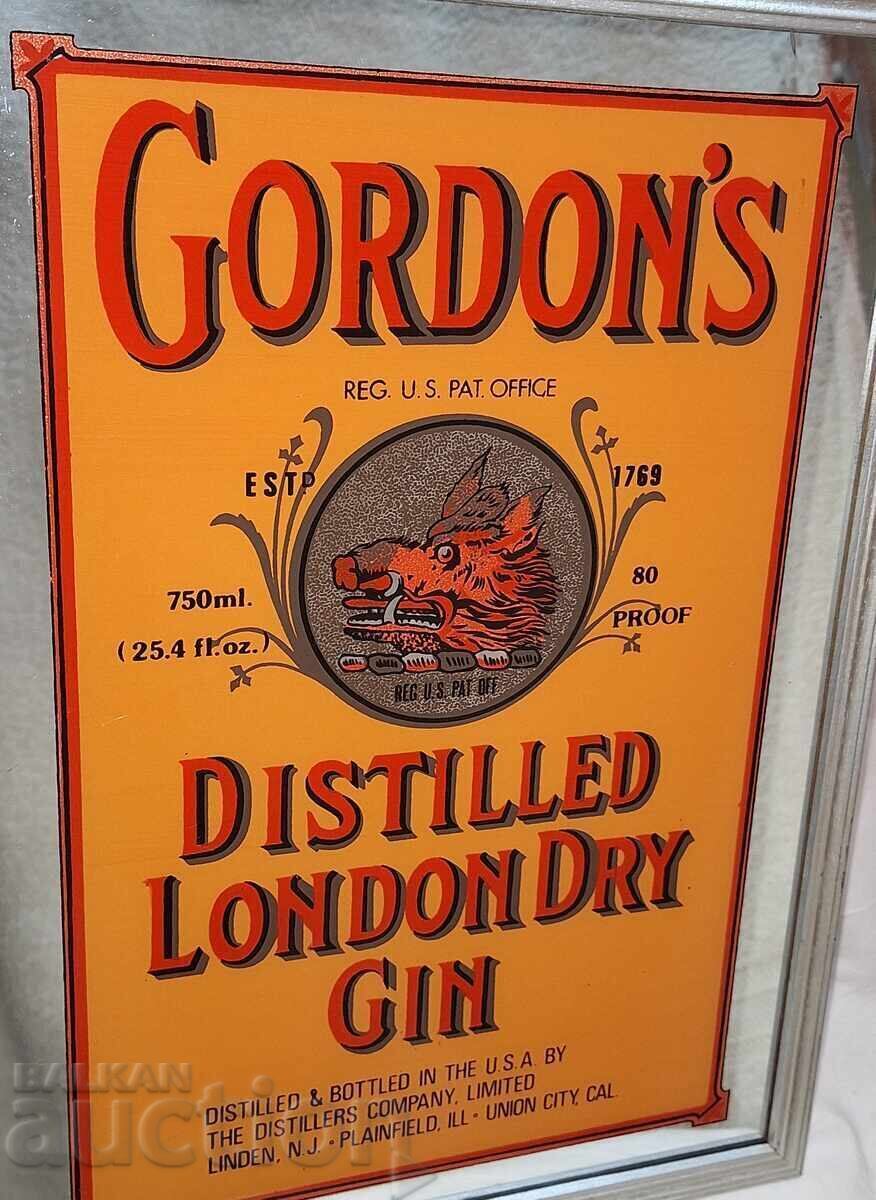 GORDON'S
REG. U.S. PAT. OFFICE
ESTD 1769
750ml. 80
(25.4 fl.oz.) PROOF
REG U.S. PAT OFF
DISTILLED
LONDON DRY
GIN
DISTILLED & BOTTLED IN THE U.S.A. BY
THE DISTILLERS COMPANY, LIMITED
LINDEN, N.J. • PLAINFIELD, ILL • UNION CITY, CAL.
BALKAN
auction